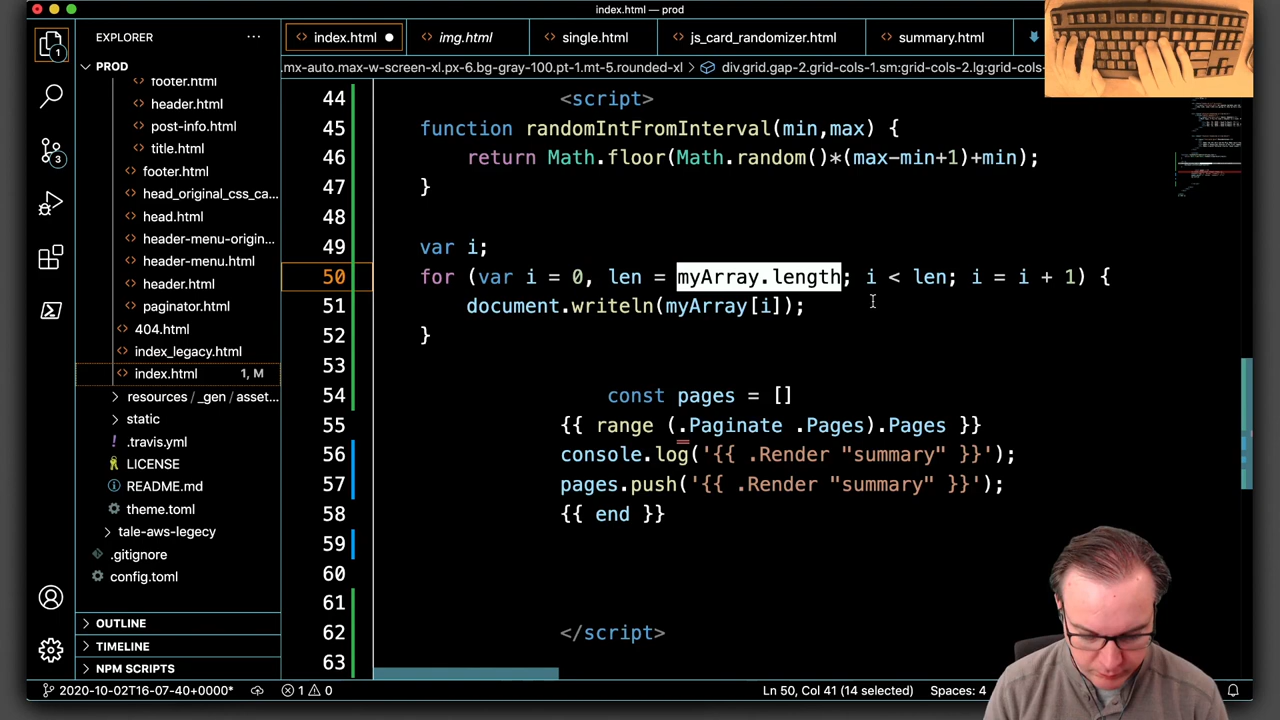 index.html — prod
EXPLORER ···
index.html img.html single.html js_card_randomizer.html summary.html
.mx-auto.max-w-screen-xl.px-6.bg-gray-100.pt-1.mt-5.rounded-xl > div.grid.gap-2.grid-cols-1.sm:grid-cols-2.lg:grid-cols-
PROD
footer.html
header.html
post-info.html
title.html
footer.html
head_original_css_ca...
head.html
header-menu-origin...
header-menu.html
header.html
paginator.html
404.html
index_legacy.html
index.html 1, M
resources / _gen / asset...
static
.travis.yml
LICENSE
README.md
theme.toml
tale-aws-legecy
.gitignore
config.toml
OUTLINE
TIMELINE
NPM SCRIPTS
1
3
44 <script>
45 function randomIntFromInterval(min,max) {
46 return Math.floor(Math.random()*(max-min+1)+min);
47 }
48
49 var i;
50 for (var i = 0, len = myArray.length; i < len; i = i + 1) {
51 document.writeln(myArray[i]);
52 }
53
54 const pages = []
55 {{ range (.Paginate .Pages).Pages }}
56 console.log('{{ .Render "summary" }}');
57 pages.push('{{ .Render "summary" }}');
58 {{ end }}
59
60
61
62 </script>
63
2020-10-02T16-07-40+0000* 1 0 Ln 50, Col 41 (14 selected) Spaces: 4